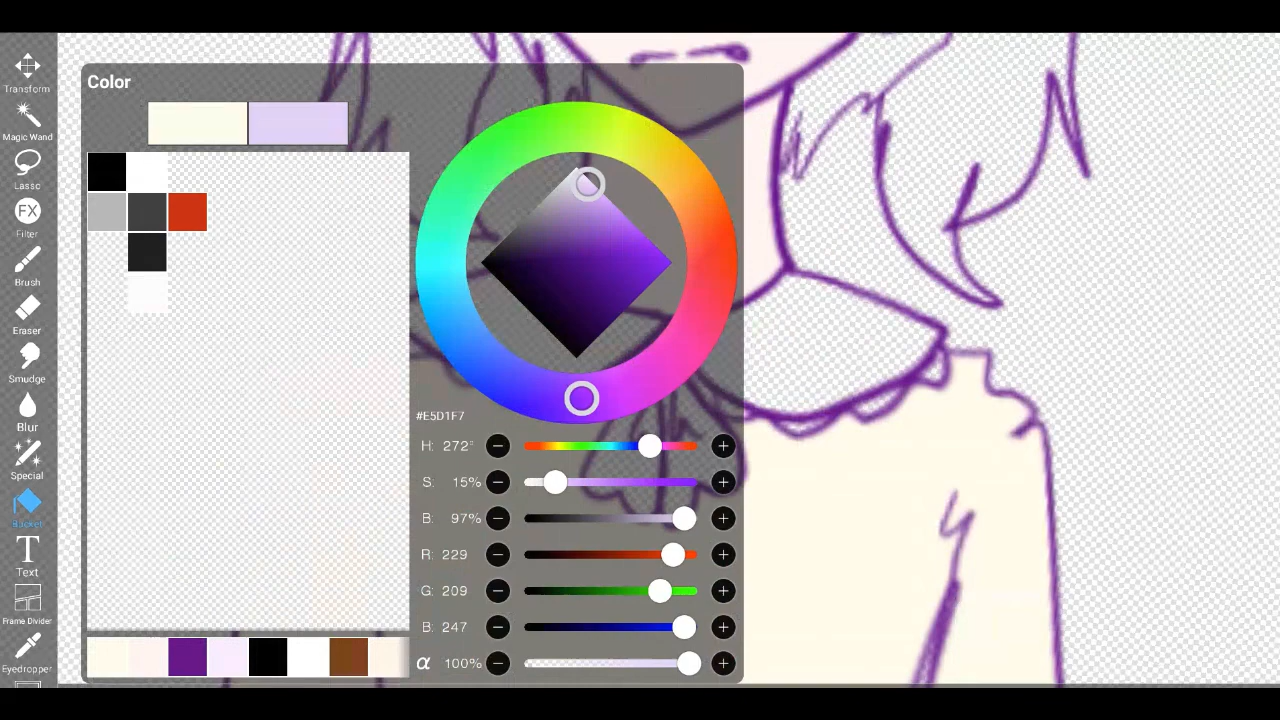 Transform
Magic Wand
Lasso
FX
Filter
Brush
Eraser
Smudge
Blur
Special
Bucket
T
Text
Frame Divider
Eyedropper
Color
#E5D1F7
H: 272°
S: 15%
B: 97%
R: 229
G: 209
B: 247
α 100%